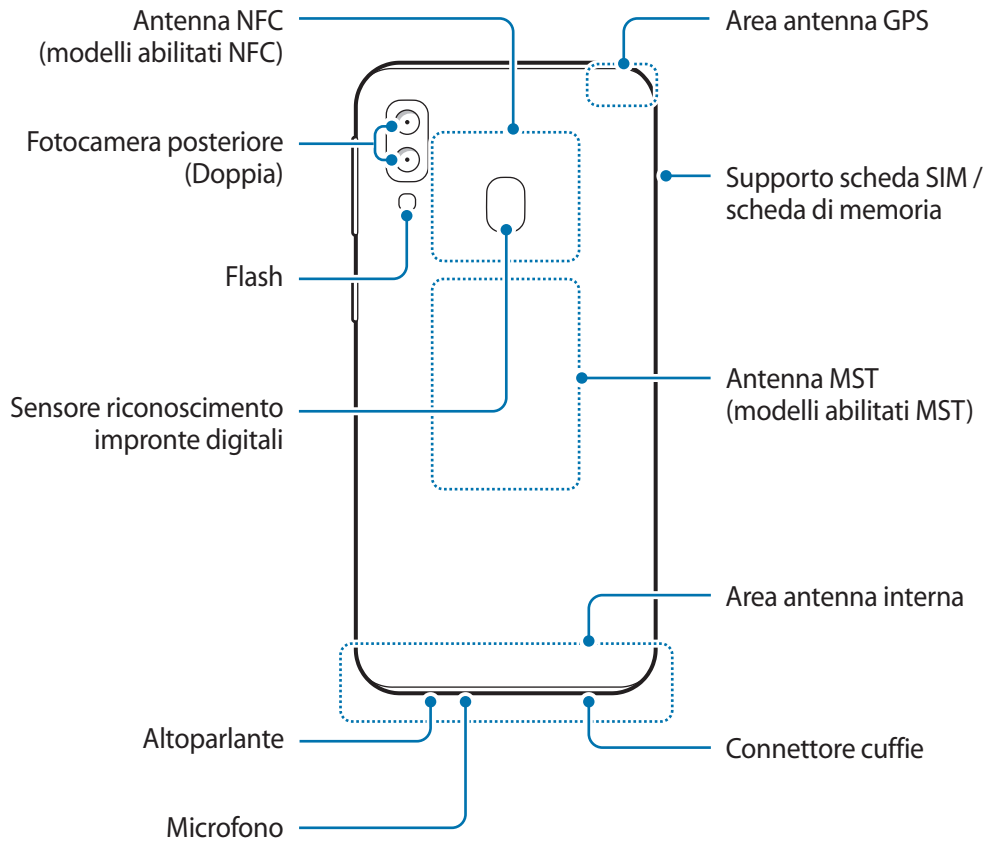 Antenna NFC
(modelli abilitati NFC)
Area antenna GPS
Fotocamera posteriore
(Doppia)
Supporto scheda SIM /
scheda di memoria
Flash
Antenna MST
(modelli abilitati MST)
Sensore riconoscimento
impronte digitali
Area antenna interna
Altoparlante
Connettore cuffie
Microfono